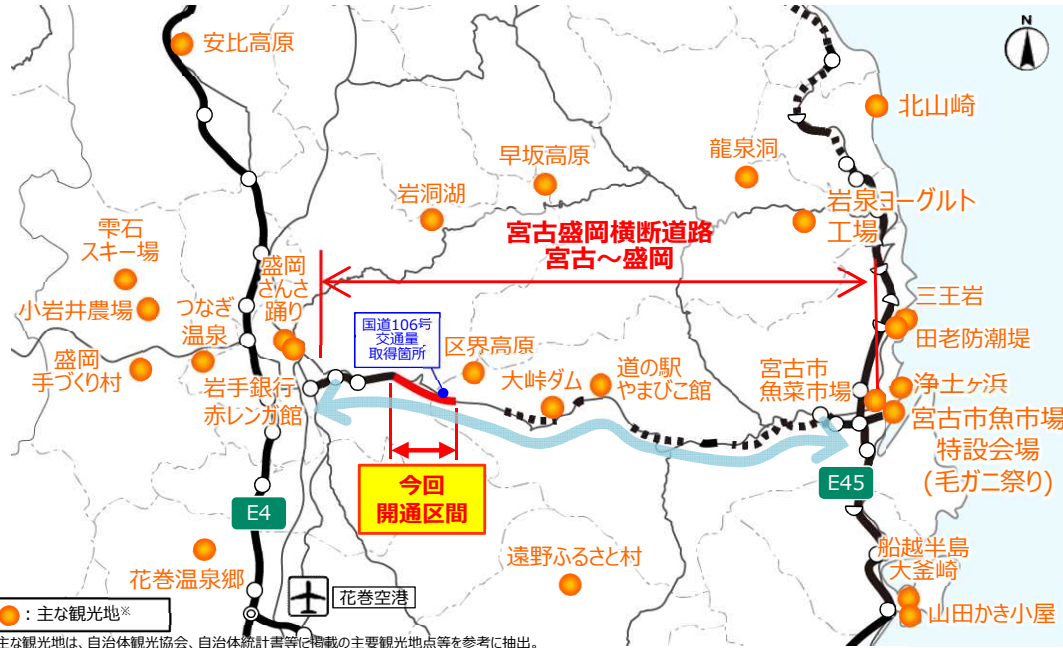 N
安比高原
北山崎
早坂高原
龍泉洞
岩洞湖
岩泉ヨーグルト
工場
宮古盛岡横断道路
宮古～盛岡
雫石
スキー場
盛岡
さんさ
踊り
小岩井農場
つなぎ
温泉
三王岩
田老防潮堤
国道106号
交通量
取得箇所
区界高原
盛岡
手づくり村
岩手銀行
赤レンガ館
大峠ダム
道の駅
やまびこ館
宮古市
魚菜市場
浄土ヶ浜
宮古市魚市場
特設会場
(毛ガニ祭り)
今回
開通区間
E4
E45
船越半島
大釜崎
遠野ふるさと村
花巻温泉郷
花巻空港
山田かき小屋
：主な観光地※
主な観光地は、自治体観光協会、自治体統計書等に掲載の主要観光地点等を参考に抽出。